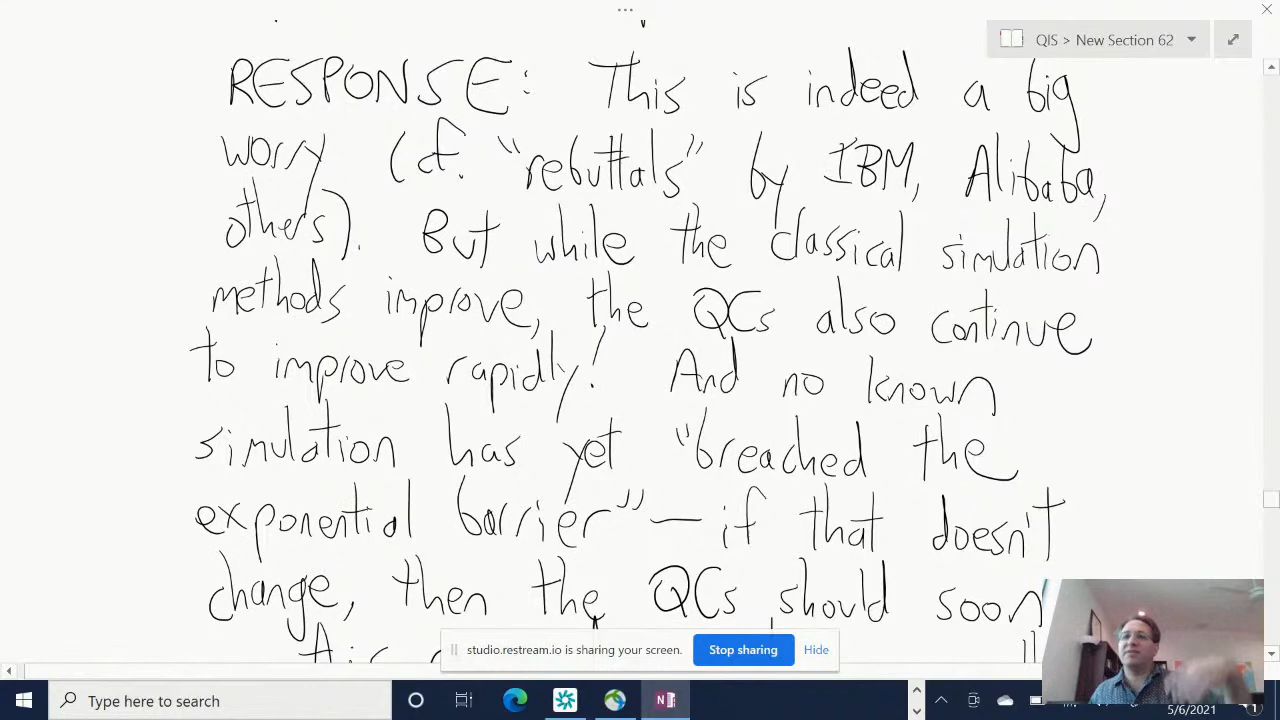 QIS > New Section 62
RESPONSE: This is indeed a big
worry (cf. "rebuttals" by IBM, Alibaba,
others). But while the classical simulation
methods improve, the QCs also continue
to improve rapidly! And no known
simulation has yet "breached the
exponential barrier" — if that doesn't
change, then the QCs should soon
studio.restream.io is sharing your screen.
Stop sharing
Hide
Type here to search
5/6/2021